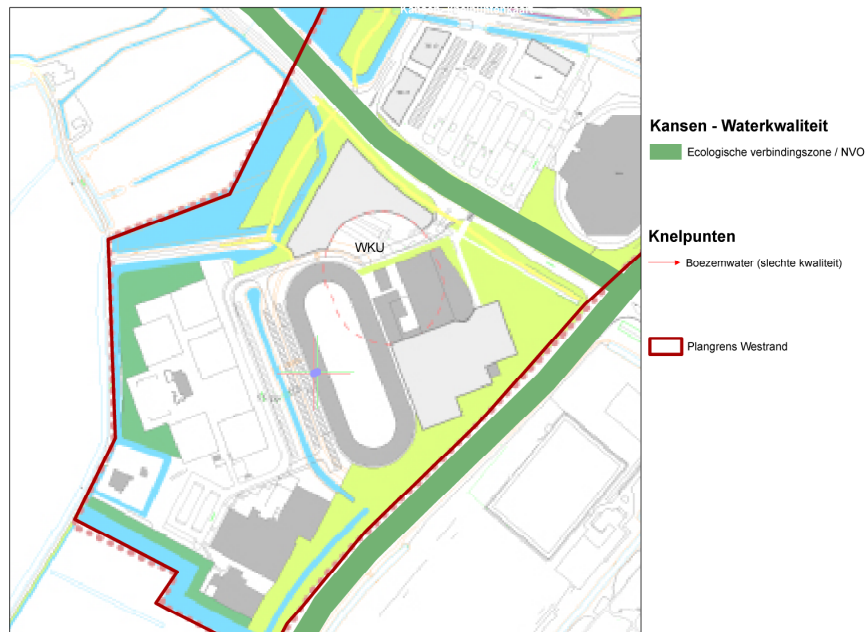 WKU
Kansen - Waterkwaliteit
Ecologische verbindingszone / NVO
Knelpunten
Boezemwater (slechte kwaliteit)
Plangrens Westrand